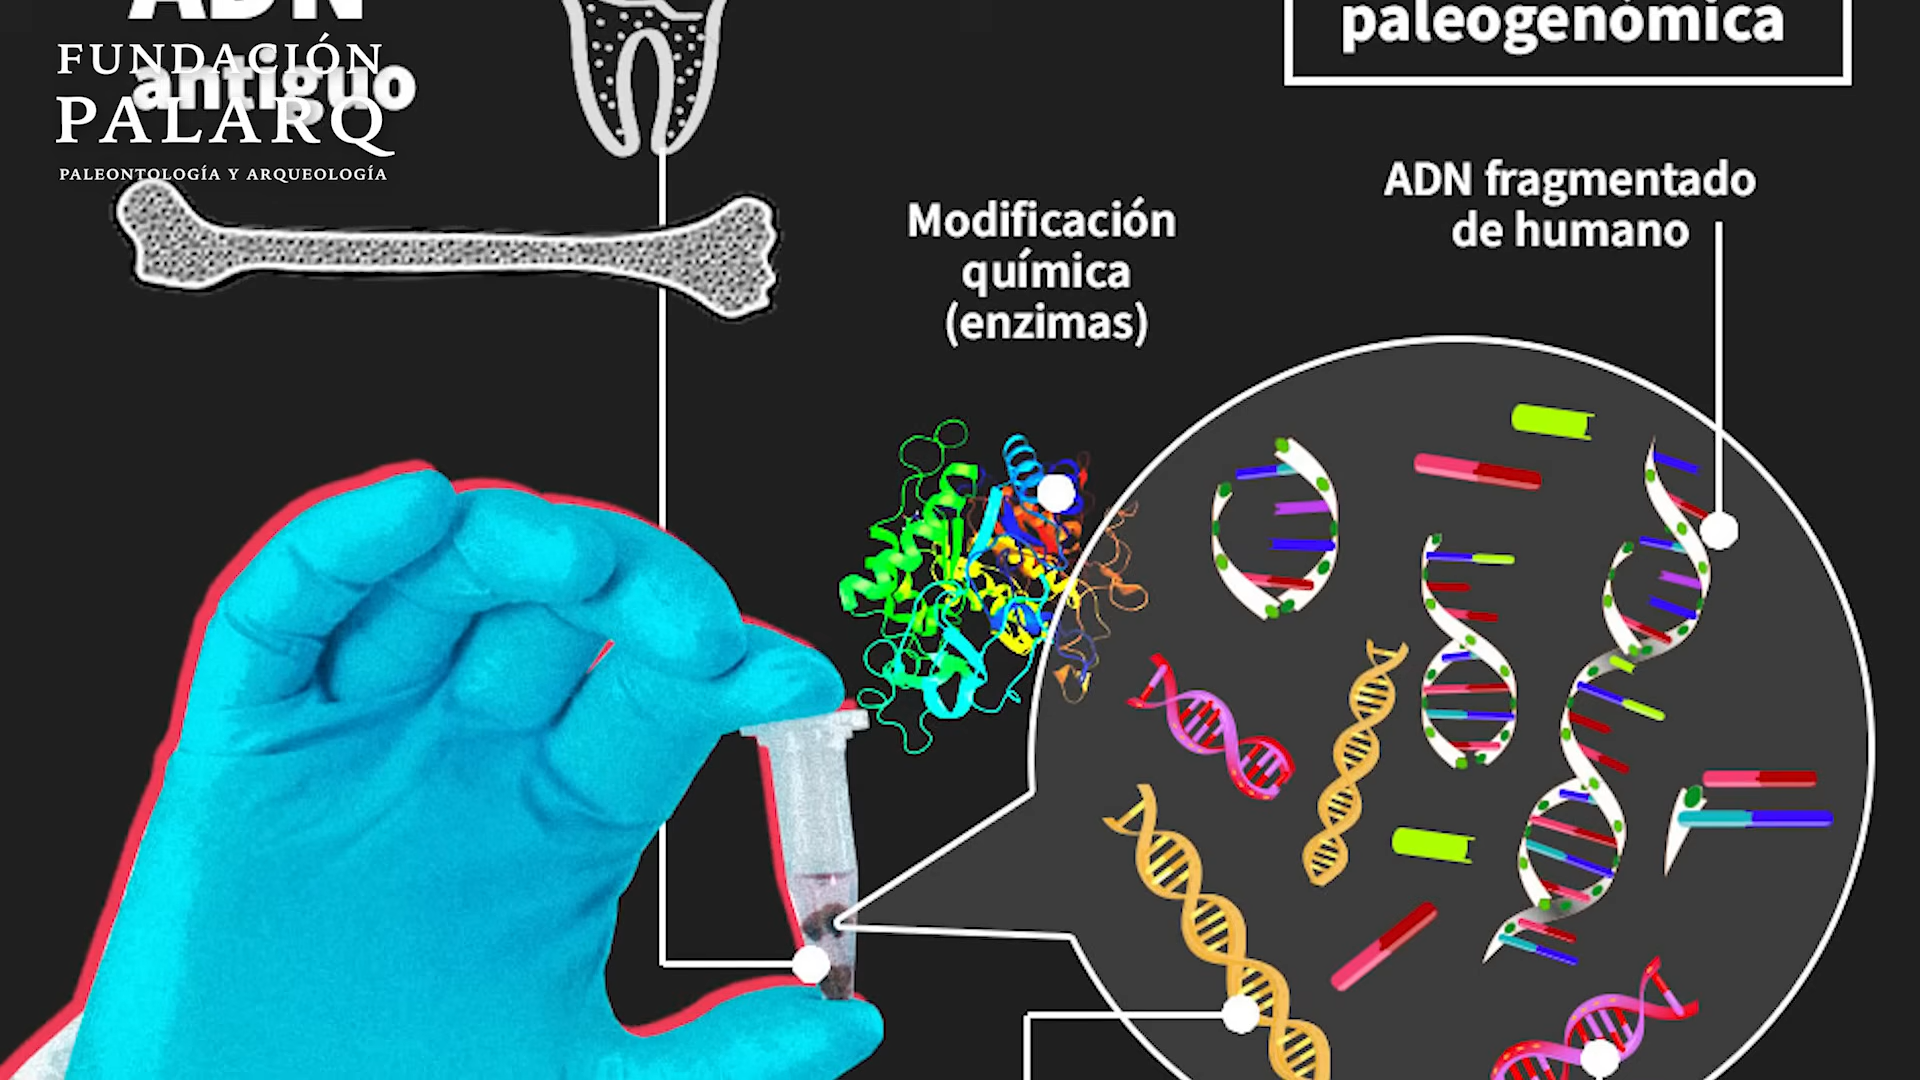 ADN
antiguo
FUNDACIÓN
PALARQ
PALEONTOLOGÍA Y ARQUEOLOGÍA
paleogenómica
Modificación
química
(enzimas)
ADN fragmentado
de humano